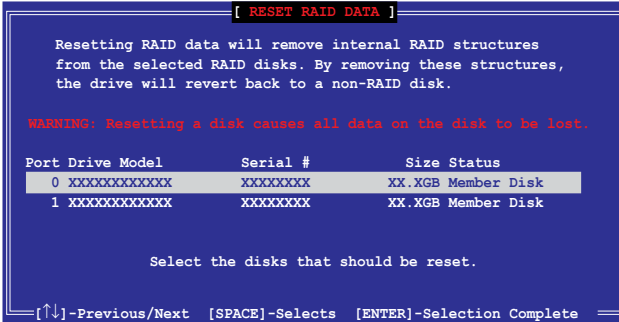 [ RESET RAID DATA ]
Resetting RAID data will remove internal RAID structures
from the selected RAID disks. By removing these structures,
the drive will revert back to a non-RAID disk.
WARNING: Resetting a disk causes all data on the disk to be lost.
Port Drive Model Serial # Size Status
0 XXXXXXXXXXXX XXXXXXXX XX.XGB Member Disk
1 XXXXXXXXXXXX XXXXXXXX XX.XGB Member Disk
Select the disks that should be reset.
[↑↓]-Previous/Next [SPACE]-Selects [ENTER]-Selection Complete